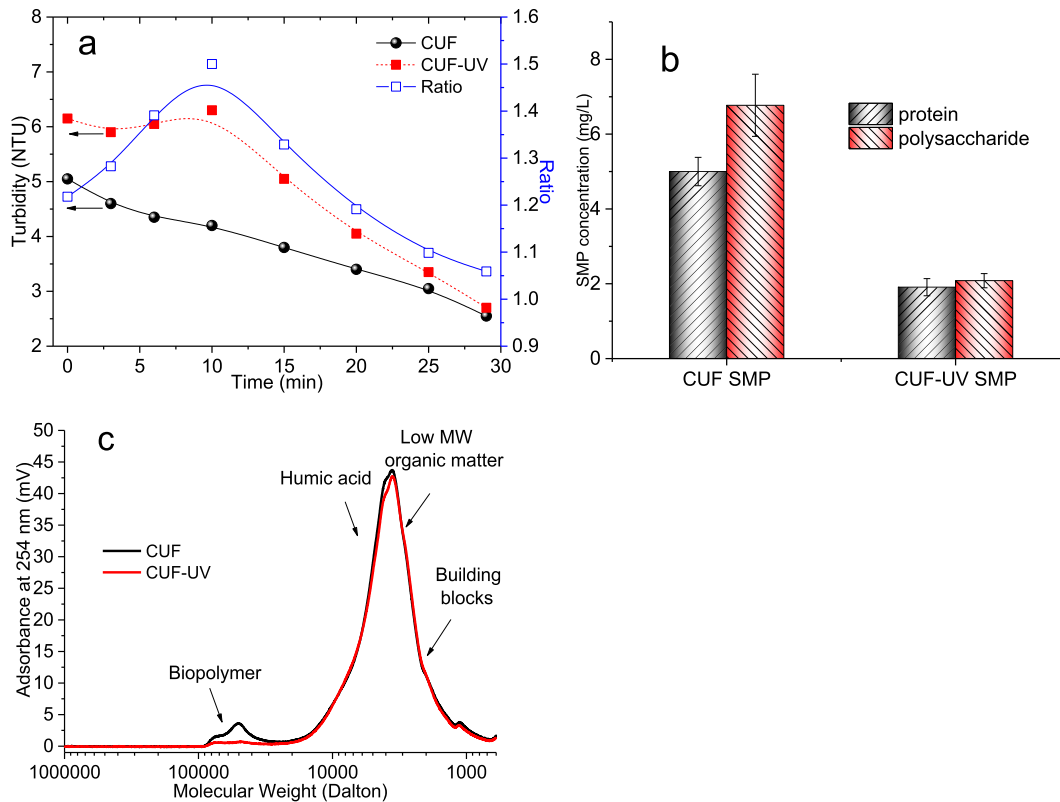 a
CUF
CUF-UV
Ratio
Turbidity (NTU)
8
7
6
5
4
3
2
1.6
1.5
1.4
1.3
1.2
1.1
1.0
0.9
Ratio
0 5 10 15 20 25 30
Time (min)
b
protein
polysaccharide
SMP concentration (mg/L)
8
6
4
2
0
CUF SMP CUF-UV SMP
c
Low MW
organic matter
Humic acid
CUF
CUF-UV
Building
blocks
Biopolymer
Adsorbance at 254 nm (mV)
50
45
40
35
30
25
20
15
10
5
0
1000000 100000 10000 1000
Molecular Weight (Dalton)